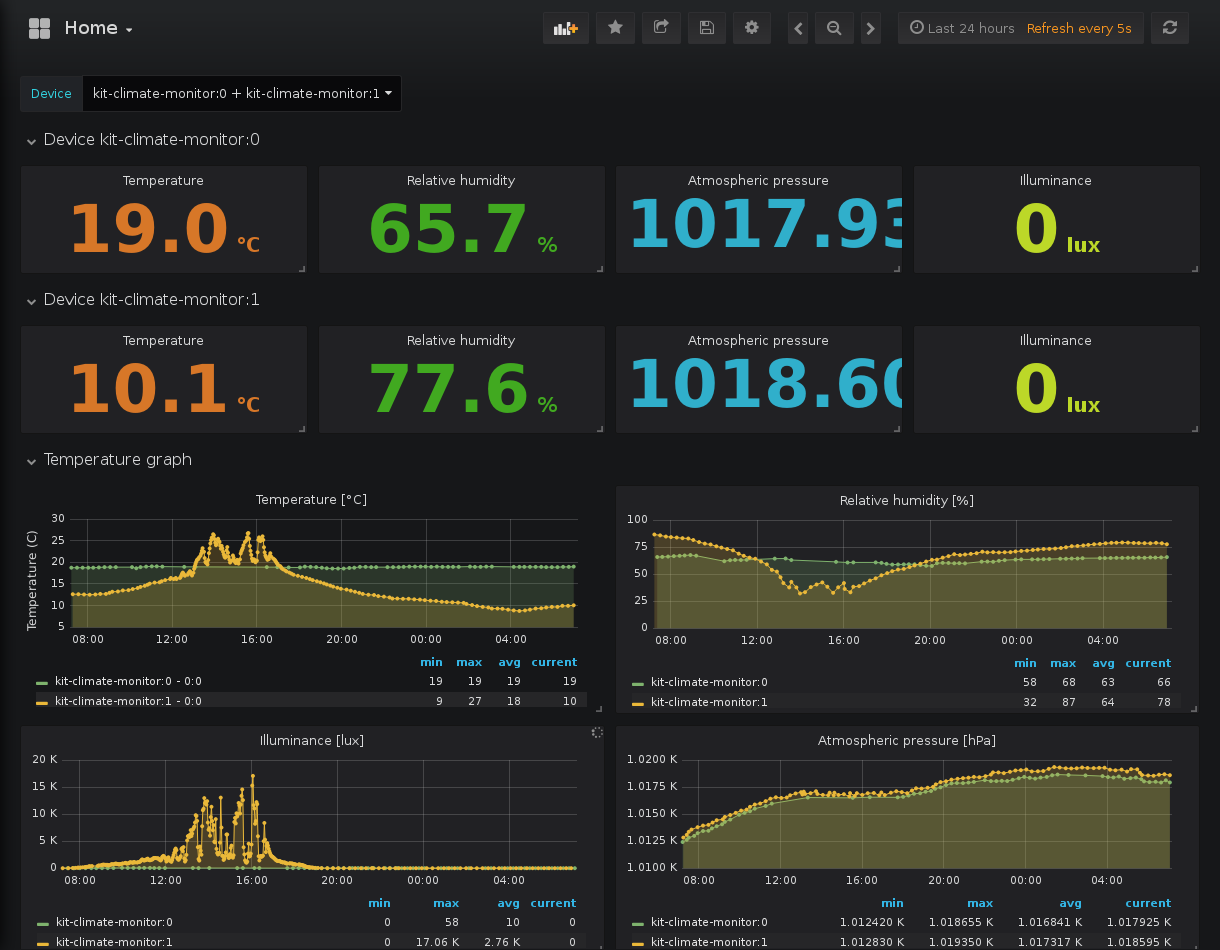 Home
Last 24 hours Refresh every 5s
Device kit-climate-monitor:0 + kit-climate-monitor:1
Device kit-climate-monitor:0
Temperature Relative humidity Atmospheric pressure Illuminance
19.0 °C 65.7 % 1017.93 0 lux
Device kit-climate-monitor:1
Temperature Relative humidity Atmospheric pressure Illuminance
10.1 °C 77.6 % 1018.60 0 lux
Temperature graph
Temperature [°C]
Temperature (C)
30
25
20
15
10
5
08:00 12:00 16:00 20:00 00:00 04:00
min max avg current
kit-climate-monitor:0 - 0:0 19 19 19 19
kit-climate-monitor:1 - 0:0 9 27 18 10
Relative humidity [%]
100
75
50
25
0
08:00 12:00 16:00 20:00 00:00 04:00
min max avg current
kit-climate-monitor:0 58 68 63 66
kit-climate-monitor:1 32 87 64 78
Illuminance [lux]
20 K
15 K
10 K
5 K
0
08:00 12:00 16:00 20:00 00:00 04:00
min max avg current
kit-climate-monitor:0 0 58 10 0
kit-climate-monitor:1 0 17.06 K 2.76 K 0
Atmospheric pressure [hPa]
1.0200 K
1.0175 K
1.0150 K
1.0125 K
1.0100 K
08:00 12:00 16:00 20:00 00:00 04:00
min max avg current
kit-climate-monitor:0 1.012420 K 1.018655 K 1.016841 K 1.017925 K
kit-climate-monitor:1 1.012830 K 1.019350 K 1.017317 K 1.018595 K